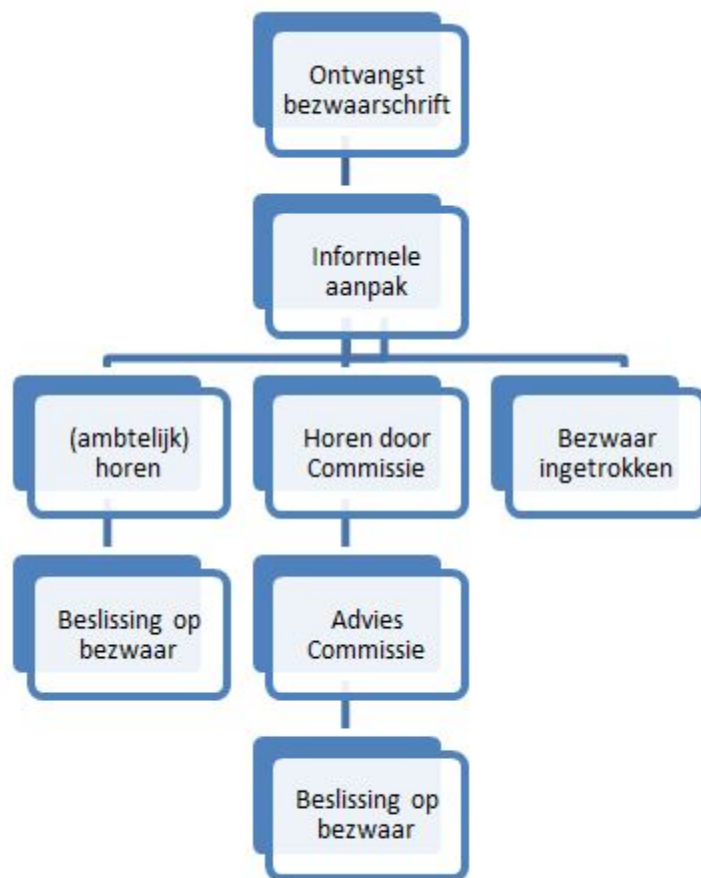 Ontvangst
bezwaarschrift
Informele
aanpak
(ambtelijk)
horen
Horen door
Commissie
Bezwaar
ingetrokken
Beslissing op
bezwaar
Advies
Commissie
Beslissing op
bezwaar